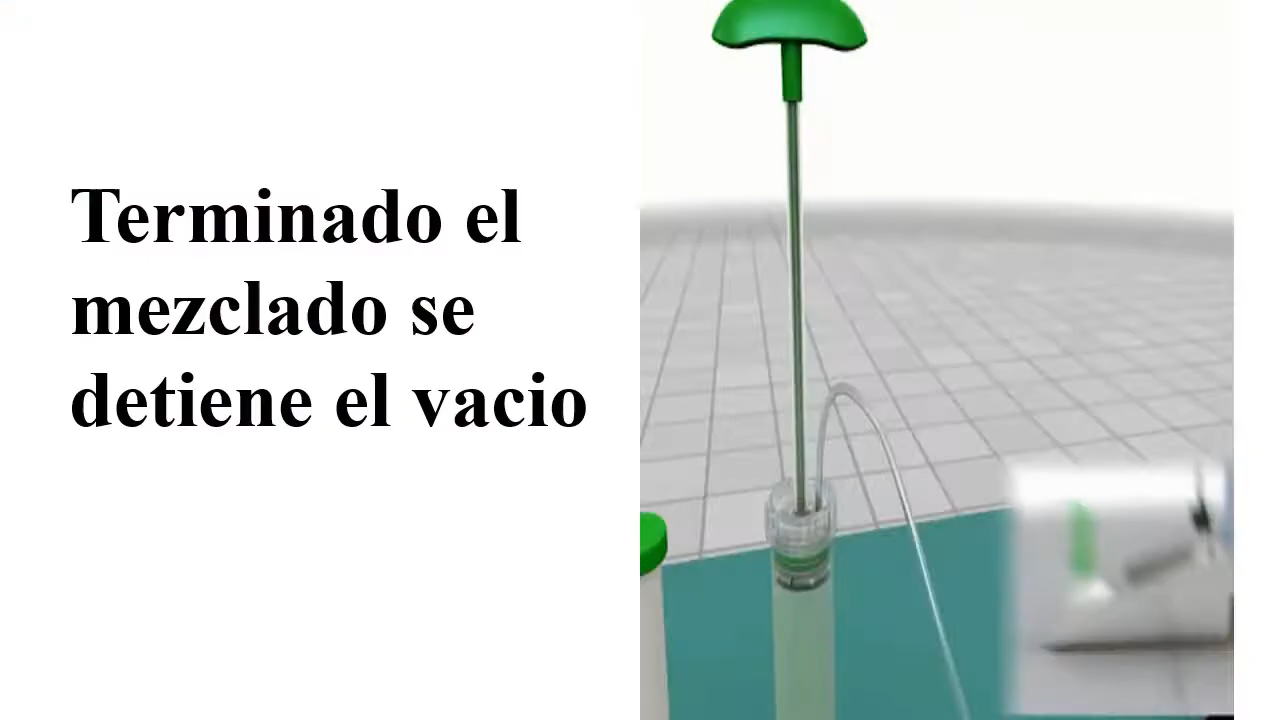 Terminado el
mezclado se
detiene el vacio